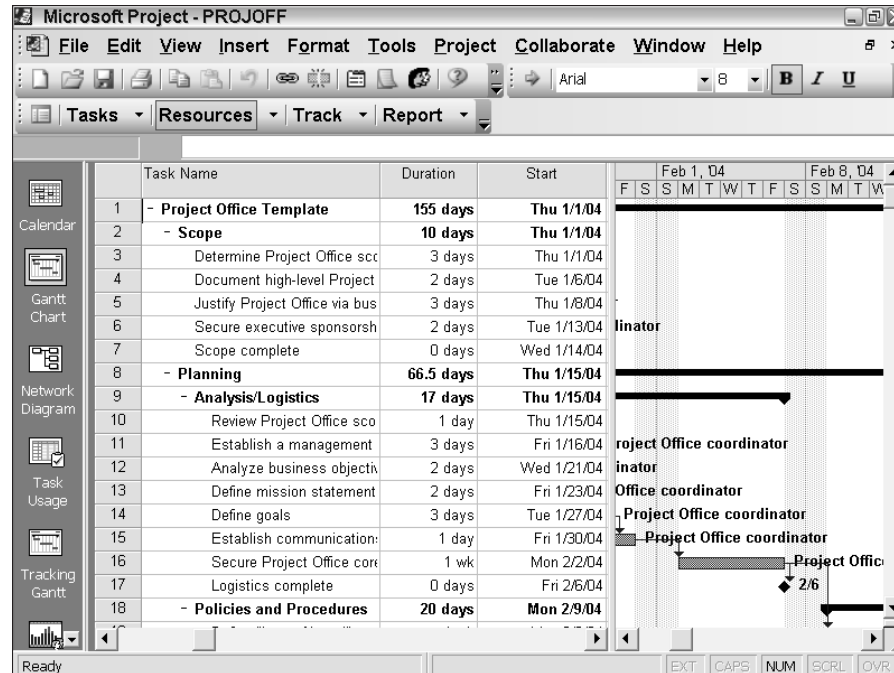 Microsoft Project - PROJOFF
File Edit View Insert Format Tools Project Collaborate Window Help
Arial 8 B I U
Tasks Resources Track Report
Task Name Duration Start Feb 1, '04 Feb 8, '04
F S S M T W T F S S M T W
1 - Project Office Template 155 days Thu 1/1/04
2 - Scope 10 days Thu 1/1/04
3 Determine Project Office sco 3 days Thu 1/1/04
4 Document high-level Project 2 days Tue 1/6/04
5 Justify Project Office via bus 3 days Thu 1/8/04
6 Secure executive sponsorsh 2 days Tue 1/13/04 linator
7 Scope complete 0 days Wed 1/14/04
8 - Planning 66.5 days Thu 1/15/04
9 - Analysis/Logistics 17 days Thu 1/15/04
10 Review Project Office sco 1 day Thu 1/15/04
11 Establish a management 3 days Fri 1/16/04 roject Office coordinator
12 Analyze business objectiv 2 days Wed 1/21/04 inator
13 Define mission statement 2 days Fri 1/23/04 Office coordinator
14 Define goals 3 days Tue 1/27/04 Project Office coordinator
15 Establish communication 1 day Fri 1/30/04 Project Office coordinator
16 Secure Project Office core 1 wk Mon 2/2/04 Project Offic
17 Logistics complete 0 days Fri 2/6/04 2/6
18 - Policies and Procedures 20 days Mon 2/9/04
Calendar
Gantt
Chart
Network
Diagram
Task
Usage
Tracking
Gantt
Ready EXT CAPS NUM SCRL OVR